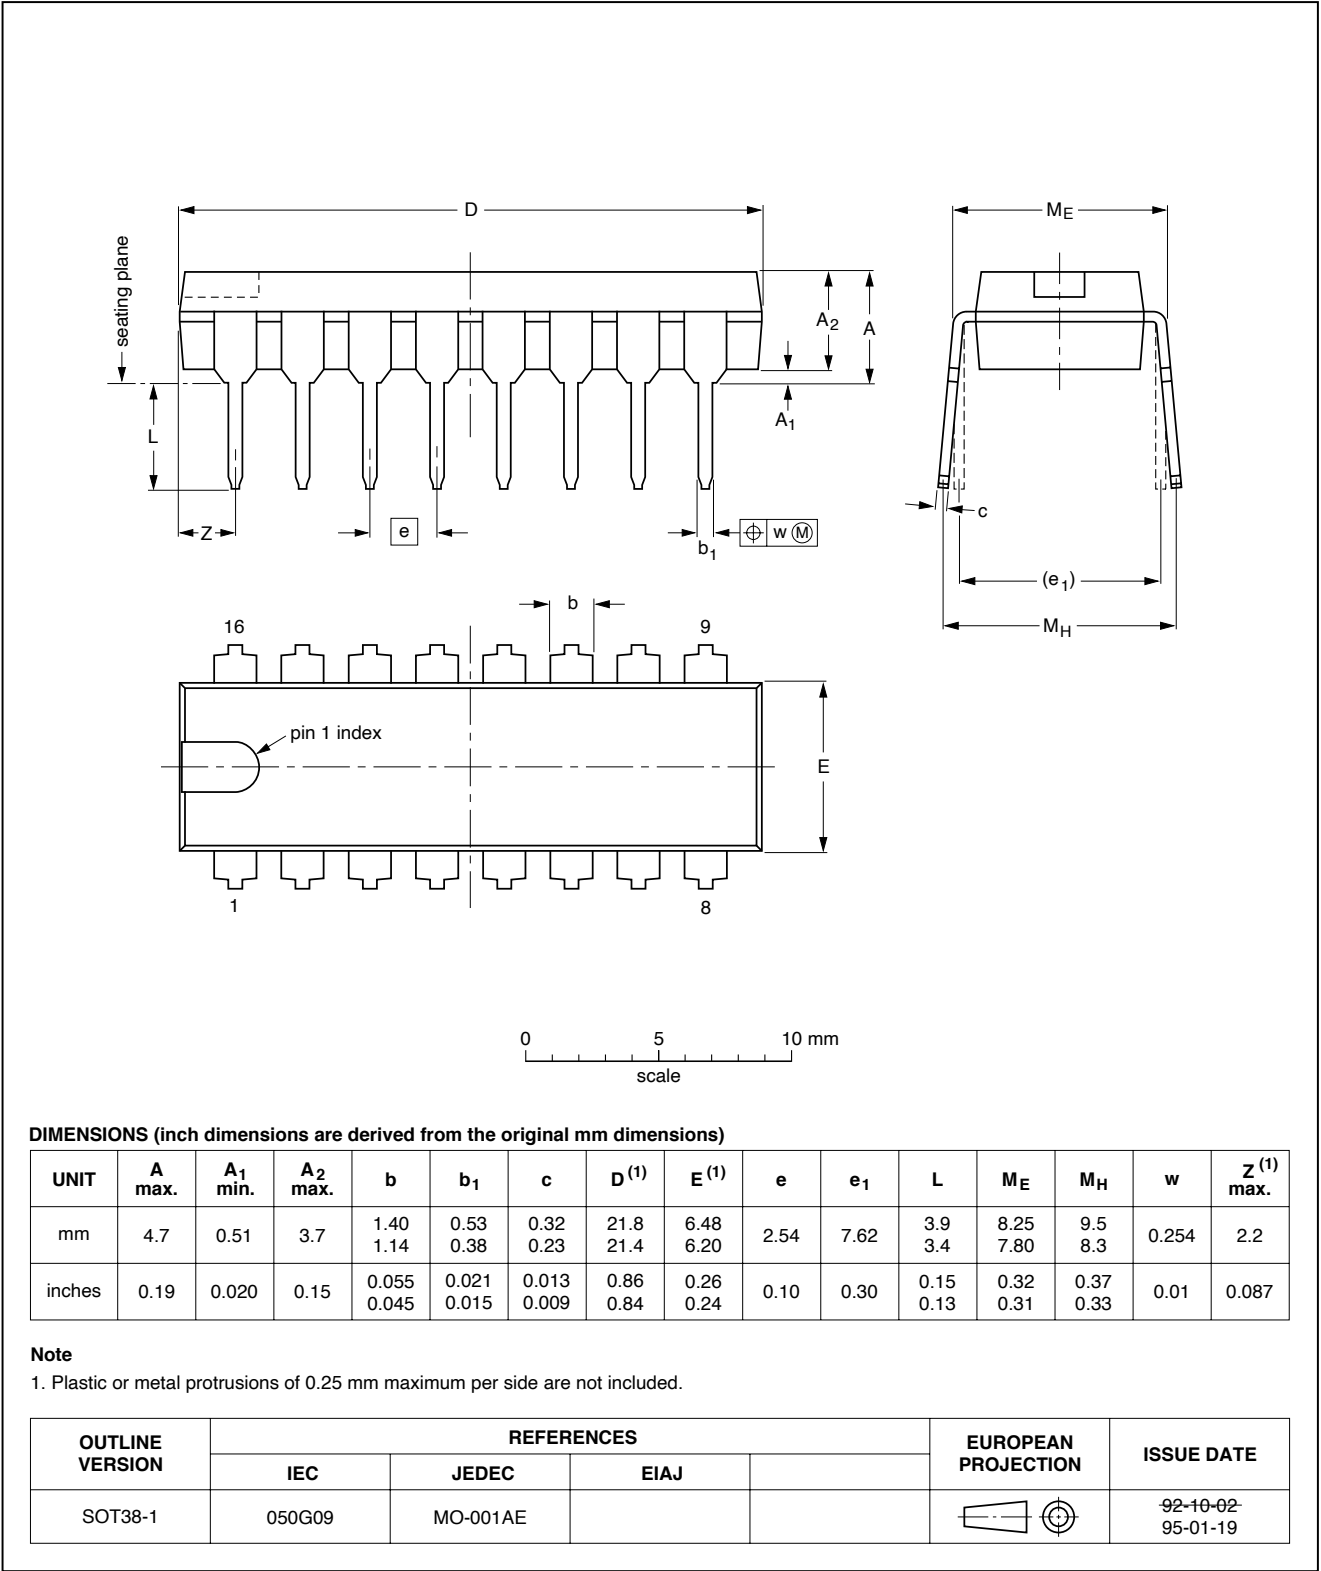 D
ME
seating plane
A2
A
A1
L
Z
e
b1
w M
c
(e1)
MH
b
16
9
pin 1 index
E
1
8
0 5 10 mm
scale
DIMENSIONS (inch dimensions are derived from the original mm dimensions)
UNIT A max. A1 min. A2 max. b b1 c D(1) E(1) e e1 L ME MH w Z(1) max.
mm 4.7 0.51 3.7 1.40 1.14 0.53 0.38 0.32 0.23 21.8 21.4 6.48 6.20 2.54 7.62 3.9 3.4 8.25 7.80 9.5 8.3 0.254 2.2
inches 0.19 0.020 0.15 0.055 0.045 0.021 0.015 0.013 0.009 0.86 0.84 0.26 0.24 0.10 0.30 0.15 0.13 0.32 0.31 0.37 0.33 0.01 0.087
Note
1. Plastic or metal protrusions of 0.25 mm maximum per side are not included.
OUTLINE VERSION REFERENCES EUROPEAN PROJECTION ISSUE DATE
IEC JEDEC EIAJ
SOT38-1 050G09 MO-001AE 92-10-02
95-01-19